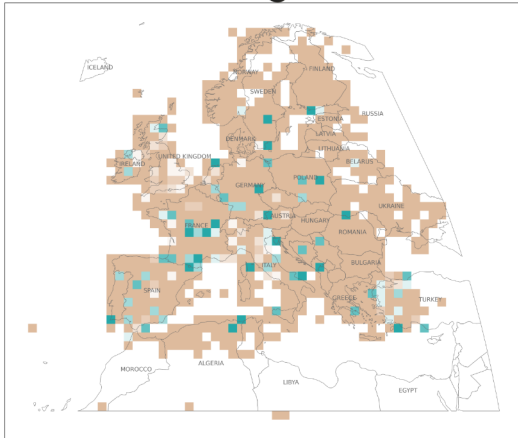 ICELAND
NORWAY
FINLAND
SWEDEN
RUSSIA
ESTONIA
LATVIA
DENMARK
LITHUANIA
UNITED KINGDOM
IRELAND
BELARUS
POLAND
GERMANY
UKRAINE
FRANCE
AUSTRIA
HUNGARY
ROMANIA
ITALY
BULGARIA
SPAIN
GREECE
TURKEY
MOROCCO
ALGERIA
LIBYA
EGYPT